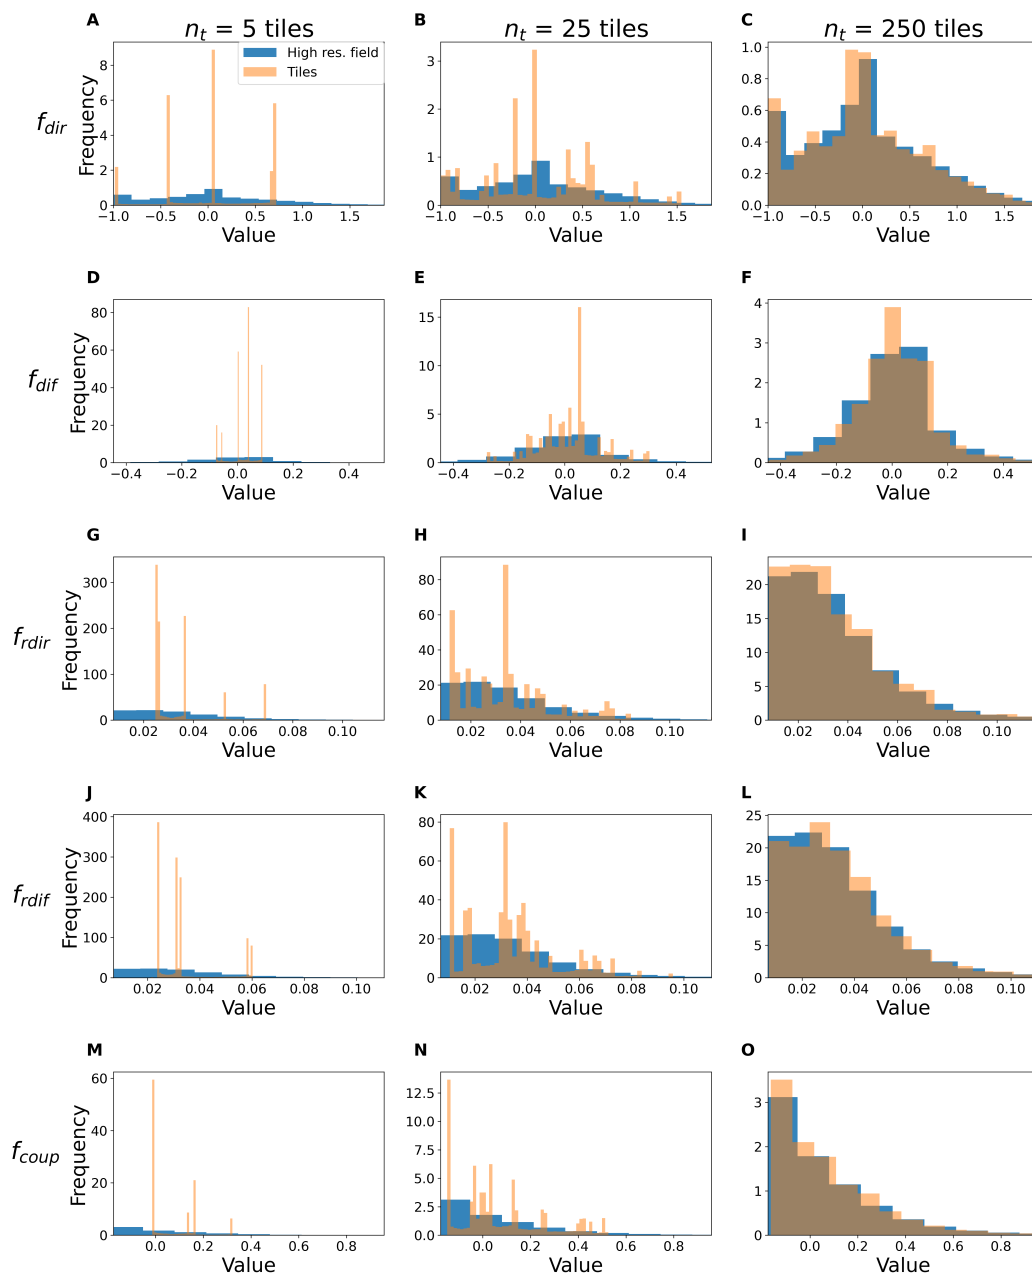 A B C
n_t = 5 tiles n_t = 25 tiles n_t = 250 tiles
High res. field
Tiles
f_dir
Frequency
8
6
4
2
0
−1.0 −0.5 0.0 0.5 1.0 1.5
Value
3
2
1
0
−1.0 −0.5 0.0 0.5 1.0 1.5
Value
1.0
0.8
0.6
0.4
0.2
0.0
−1.0 −0.5 0.0 0.5 1.0 1.5
Value
D E F
f_dif
Frequency
80
60
40
20
0
−0.4 −0.2 0.0 0.2 0.4
Value
15
10
5
0
−0.4 −0.2 0.0 0.2 0.4
Value
4
3
2
1
0
−0.4 −0.2 0.0 0.2 0.4
Value
G H I
f_rdir
Frequency
300
200
100
0
0.02 0.04 0.06 0.08 0.10
Value
80
60
40
20
0
0.02 0.04 0.06 0.08 0.10
Value
20
15
10
5
0
0.02 0.04 0.06 0.08 0.10
Value
J K L
f_rdif
Frequency
400
300
200
100
0
0.02 0.04 0.06 0.08 0.10
Value
80
60
40
20
0
0.02 0.04 0.06 0.08 0.10
Value
25
20
15
10
5
0
0.02 0.04 0.06 0.08 0.10
Value
M N O
f_coup
Frequency
60
40
20
0
0.0 0.2 0.4 0.6 0.8
Value
12.5
10.0
7.5
5.0
2.5
0.0
0.0 0.2 0.4 0.6 0.8
Value
3
2
1
0
0.0 0.2 0.4 0.6 0.8
Value